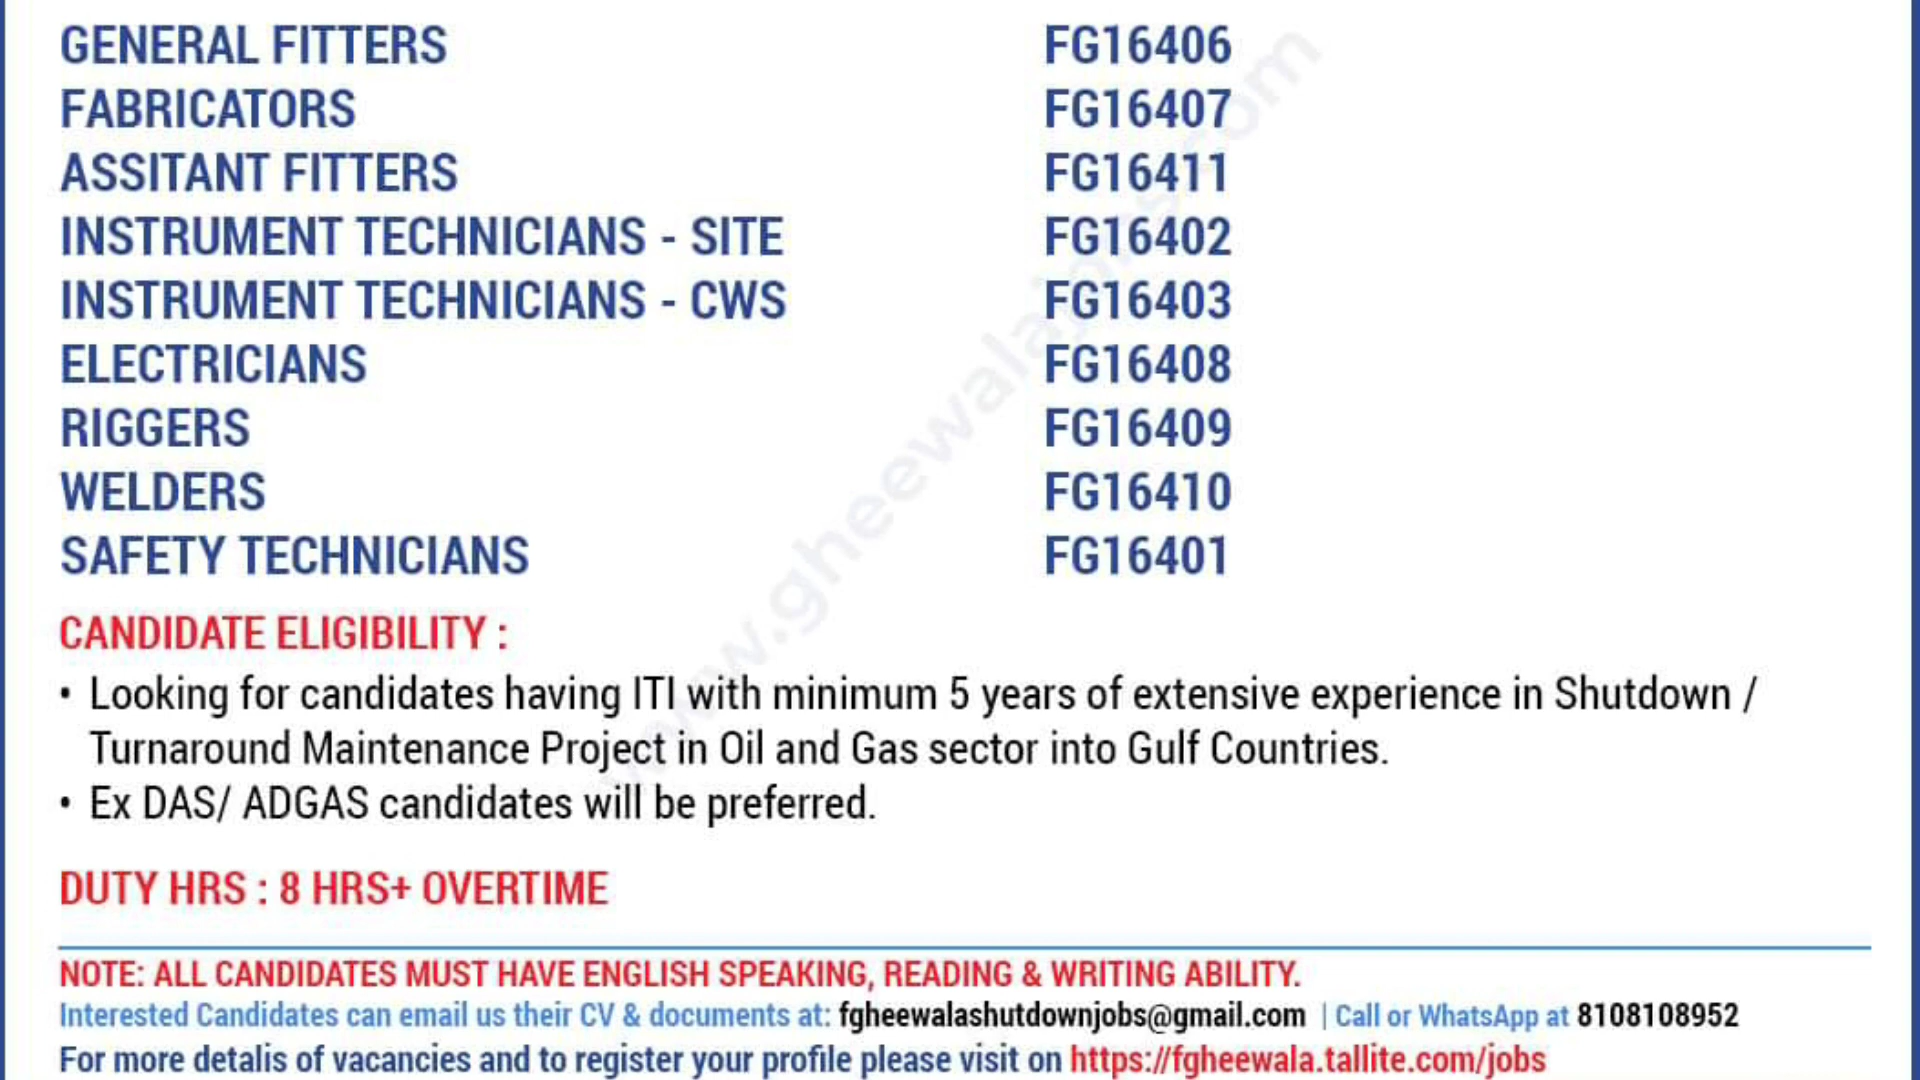 GENERAL FITTERS FG16406
FABRICATORS FG16407
ASSITANT FITTERS FG16411
INSTRUMENT TECHNICIANS - SITE FG16402
INSTRUMENT TECHNICIANS - CWS FG16403
ELECTRICIANS FG16408
RIGGERS FG16409
WELDERS FG16410
SAFETY TECHNICIANS FG16401
www.gheewalajobs.com
CANDIDATE ELIGIBILITY :
• Looking for candidates having ITI with minimum 5 years of extensive experience in Shutdown /
Turnaround Maintenance Project in Oil and Gas sector into Gulf Countries.
• Ex DAS/ ADGAS candidates will be preferred.
DUTY HRS : 8 HRS+ OVERTIME
NOTE: ALL CANDIDATES MUST HAVE ENGLISH SPEAKING, READING & WRITING ABILITY.
Interested Candidates can email us their CV & documents at: fgheewalashutdownjobs@gmail.com | Call or WhatsApp at 8108108952
For more detalis of vacancies and to register your profile please visit on https://fgheewala.tallite.com/jobs